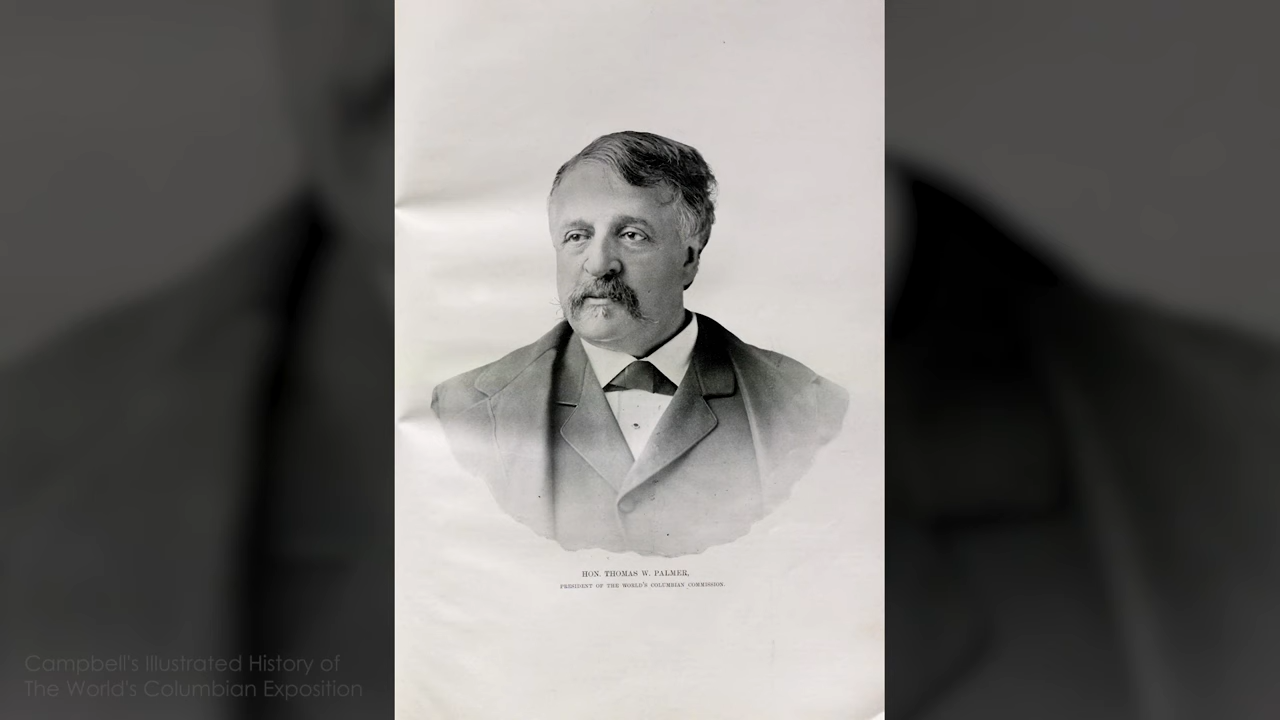 HON. THOMAS W. PALMER,
PRESIDENT OF THE WORLD'S COLUMBIAN COMMISSION.
Campbell's Illustrated History of
The World's Columbian Exposition